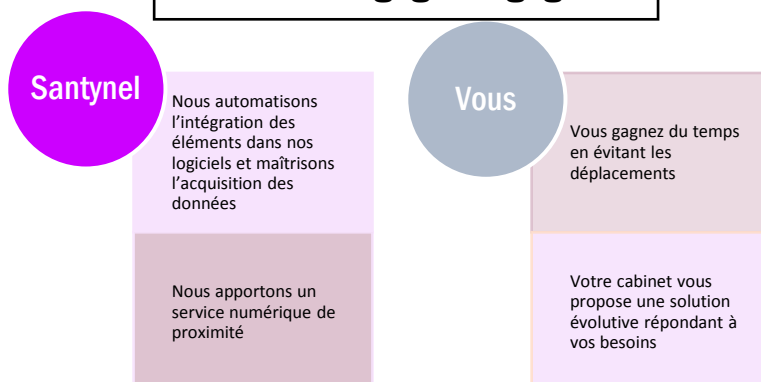 Santynel
Nous automatisons
l'intégration des
éléments dans nos
logiciels et maîtrisons
l'acquisition des
données
Nous apportons un
service numérique de
proximité
Vous
Vous gagnez du temps
en évitant les
déplacements
Votre cabinet vous
propose une solution
évolutive répondant à
vos besoins